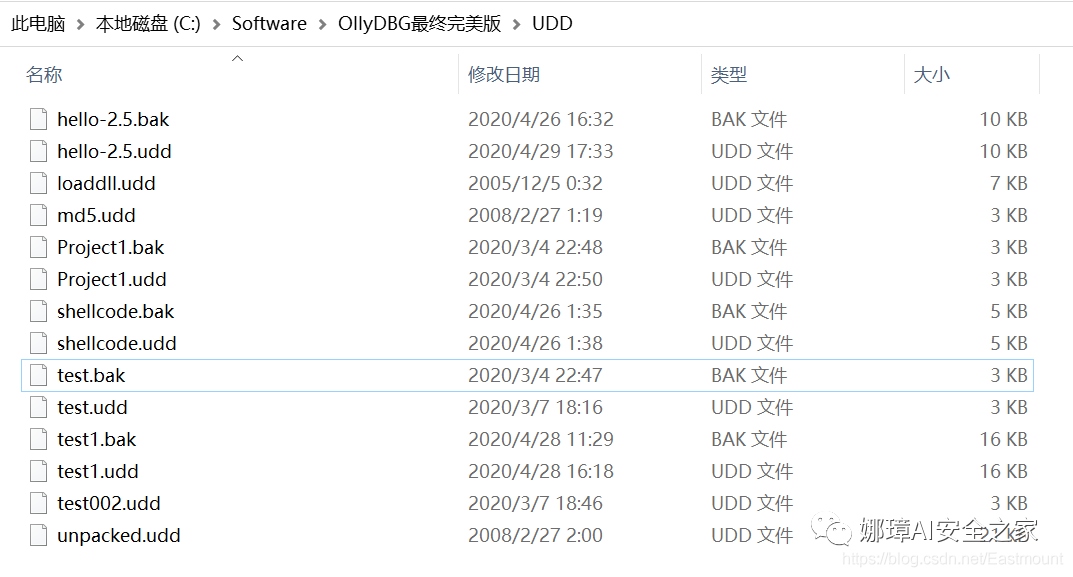 此电脑 > 本地磁盘 (C:) > Software > OllyDBG最终完美版 > UDD
名称 修改日期 类型 大小
hello-2.5.bak 2020/4/26 16:32 BAK 文件 10 KB
hello-2.5.udd 2020/4/29 17:33 UDD 文件 10 KB
loaddll.udd 2005/12/5 0:32 UDD 文件 7 KB
md5.udd 2008/2/27 1:19 UDD 文件 3 KB
Project1.bak 2020/3/4 22:48 BAK 文件 3 KB
Project1.udd 2020/3/4 22:50 UDD 文件 3 KB
shellcode.bak 2020/4/26 1:35 BAK 文件 5 KB
shellcode.udd 2020/4/26 1:38 UDD 文件 5 KB
test.bak 2020/3/4 22:47 BAK 文件 3 KB
test.udd 2020/3/7 18:16 UDD 文件 3 KB
test1.bak 2020/4/28 11:29 BAK 文件 16 KB
test1.udd 2020/4/28 16:18 UDD 文件 16 KB
test002.udd 2020/3/7 18:46 UDD 文件 3 KB
unpacked.udd 2008/2/27 2:00 UDD 文件 KB
娜璋AI安全之家
https://blog.csdn.net/Eastmount